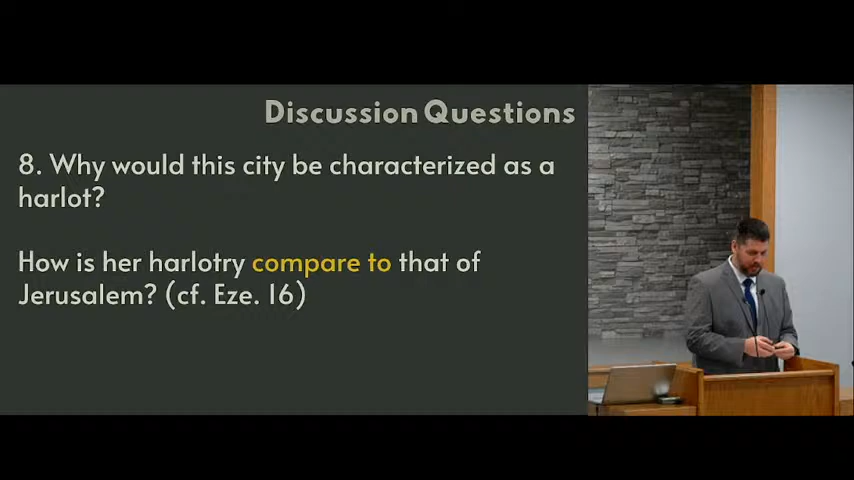 Discussion Questions
8. Why would this city be characterized as a
harlot?
How is her harlotry compare to that of
Jerusalem? (cf. Eze. 16)